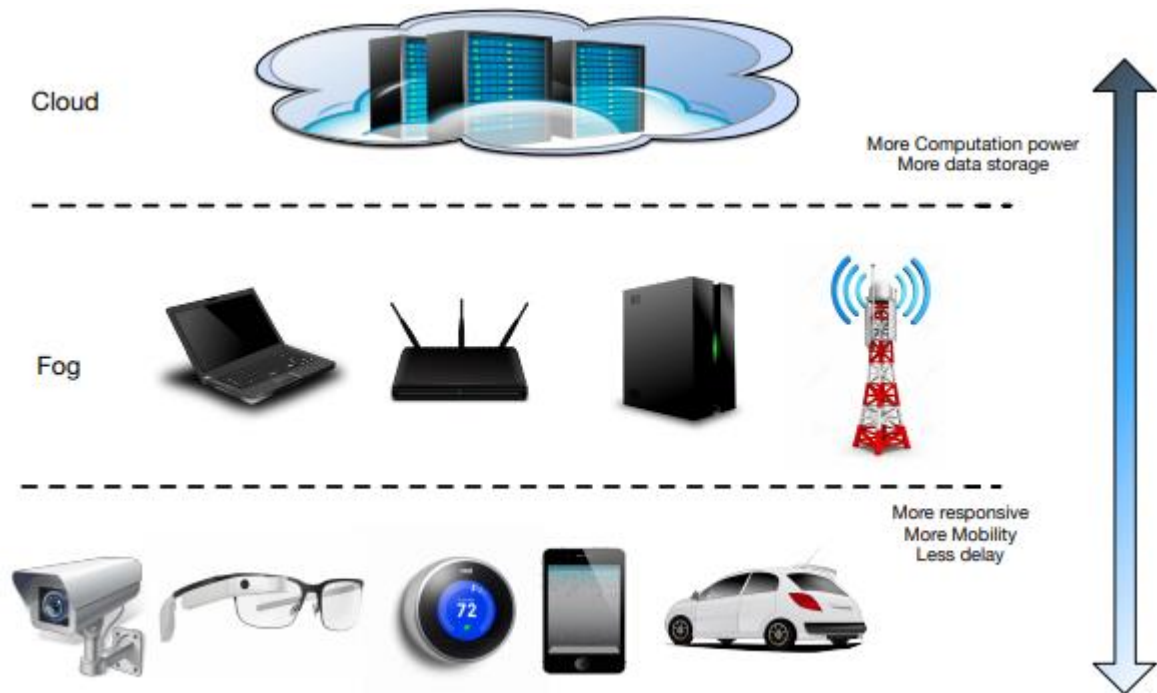 Cloud
More Computation power
More data storage
Fog
More responsive
More Mobility
Less delay
72